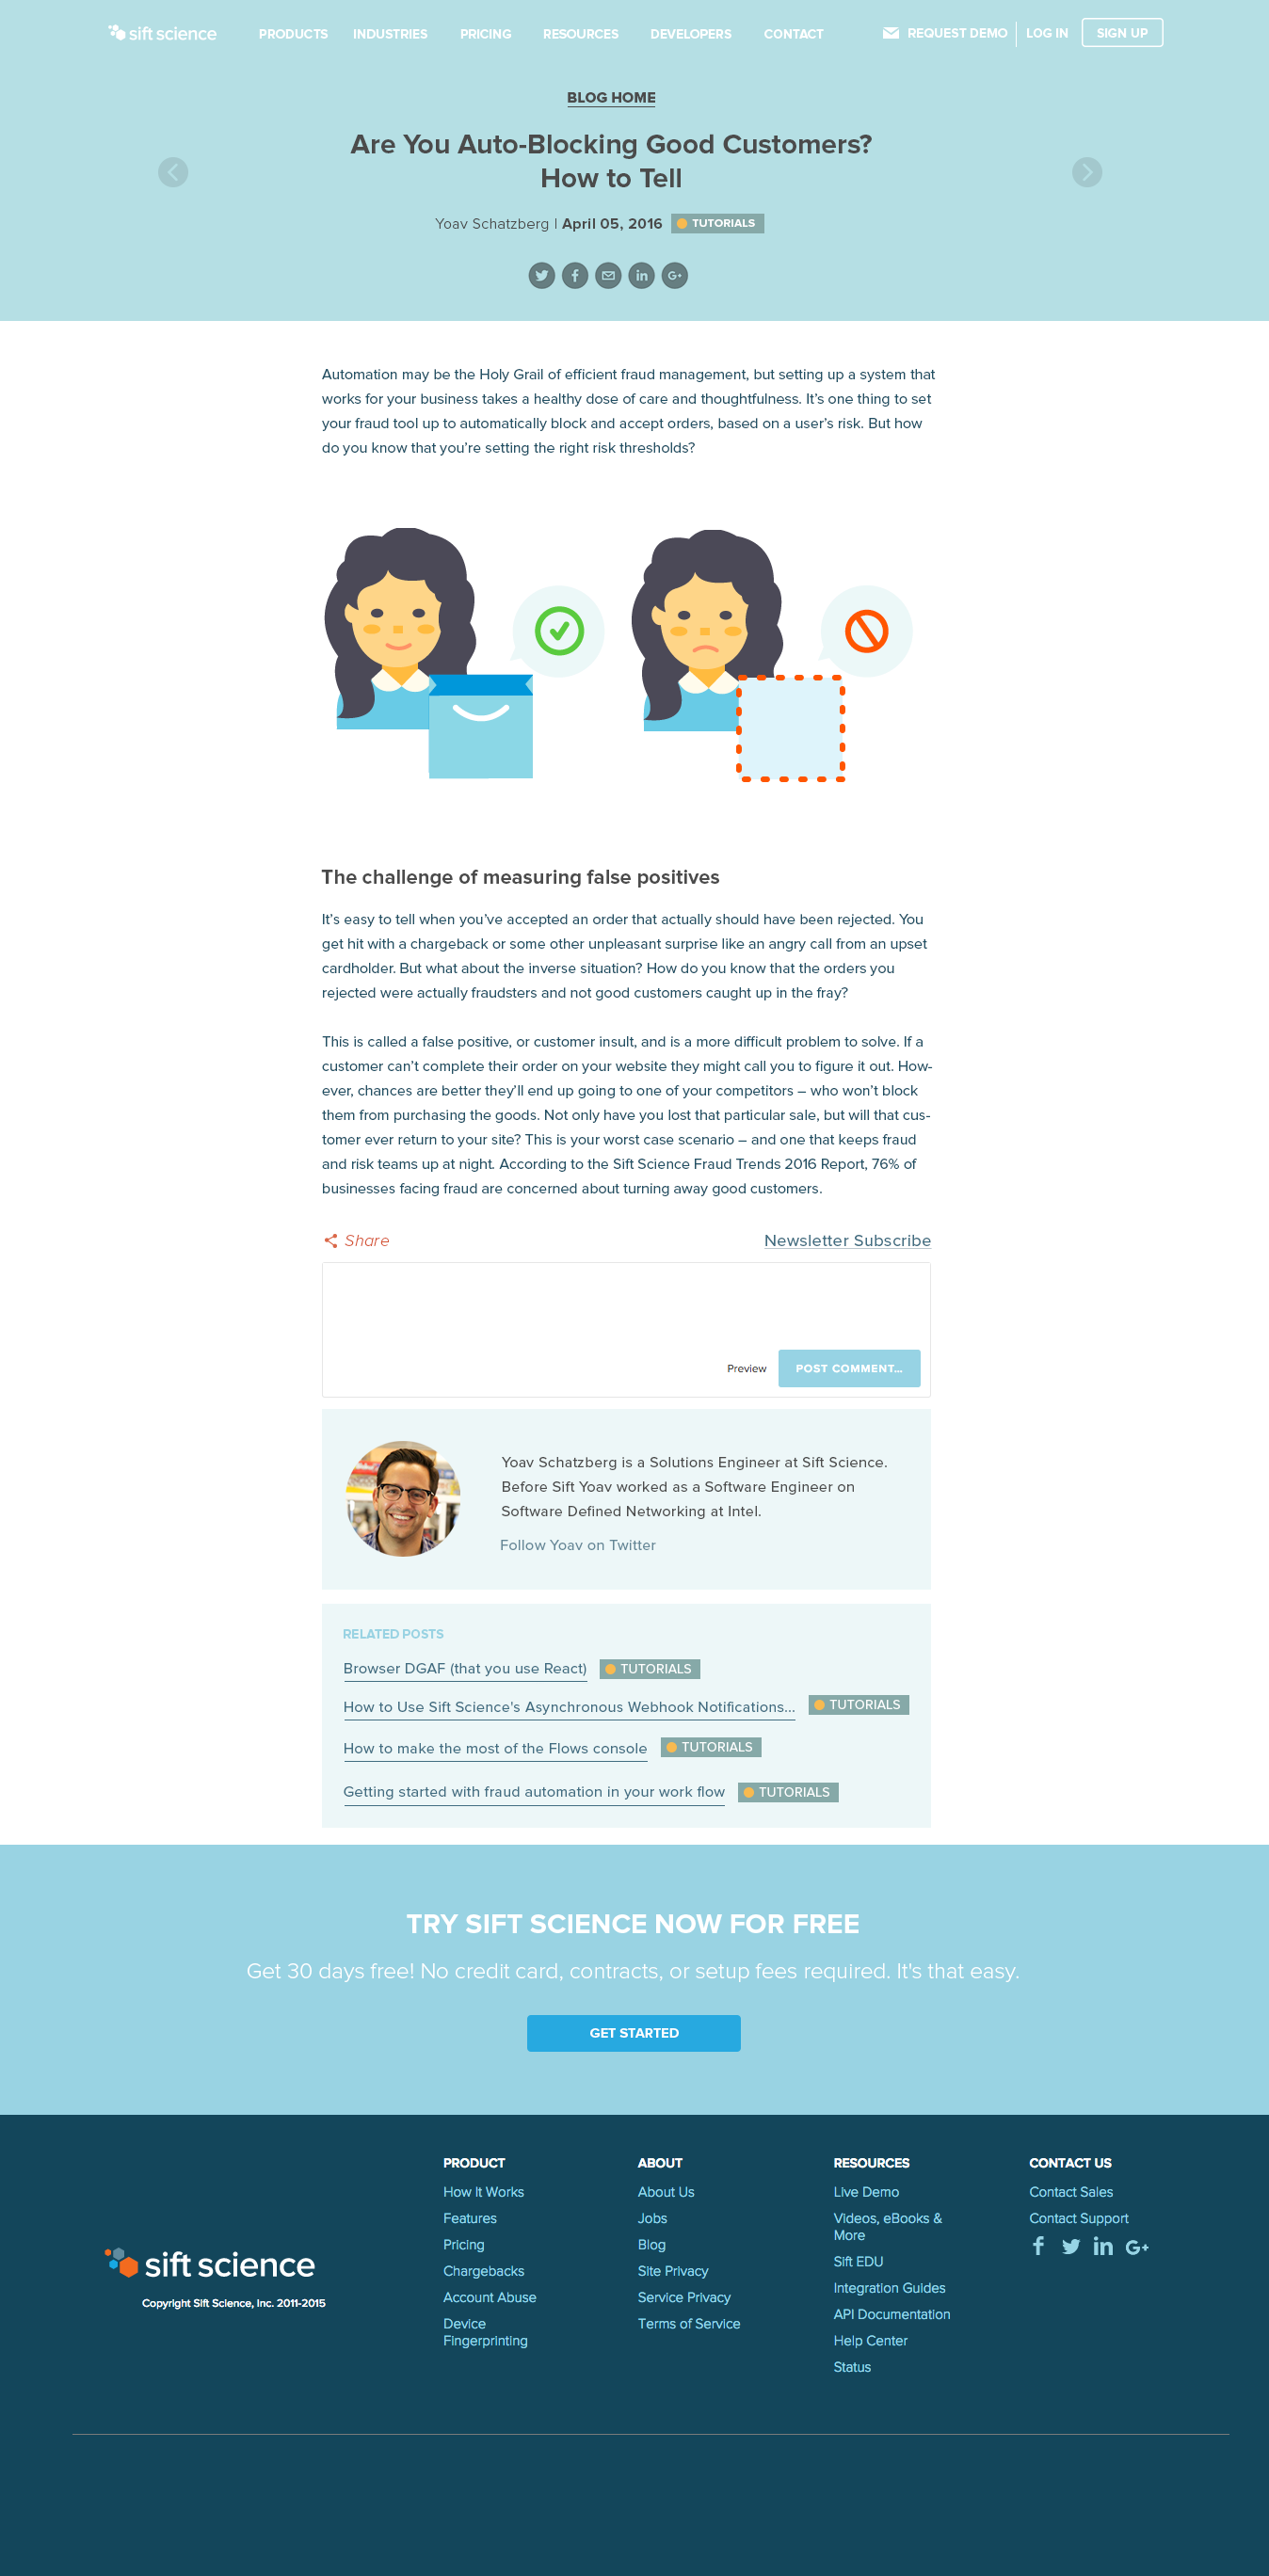 sift science
PRODUCTS INDUSTRIES PRICING RESOURCES DEVELOPERS CONTACT REQUEST DEMO LOG IN SIGN UP
BLOG HOME
Are You Auto-Blocking Good Customers?
How to Tell
Yoav Schatzberg | April 05, 2016 TUTORIALS
Automation may be the Holy Grail of efficient fraud management, but setting up a system that
works for your business takes a healthy dose of care and thoughtfulness. It’s one thing to set
your fraud tool up to automatically block and accept orders, based on a user’s risk. But how
do you know that you’re setting the right risk thresholds?
The challenge of measuring false positives
It’s easy to tell when you’ve accepted an order that actually should have been rejected. You
get hit with a chargeback or some other unpleasant surprise like an angry call from an upset
cardholder. But what about the inverse situation? How do you know that the orders you
rejected were actually fraudsters and not good customers caught up in the fray?
This is called a false positive, or customer insult, and is a more difficult problem to solve. If a
customer can’t complete their order on your website they might call you to figure it out. How-
ever, chances are better they’ll end up going to one of your competitors – who won’t block
them from purchasing the goods. Not only have you lost that particular sale, but will that cus-
tomer ever return to your site? This is your worst case scenario – and one that keeps fraud
and risk teams up at night. According to the Sift Science Fraud Trends 2016 Report, 76% of
businesses facing fraud are concerned about turning away good customers.
Share Newsletter Subscribe
Preview POST COMMENT...
Yoav Schatzberg is a Solutions Engineer at Sift Science.
Before Sift Yoav worked as a Software Engineer on
Software Defined Networking at Intel.
Follow Yoav on Twitter
RELATED POSTS
Browser DGAF (that you use React) TUTORIALS
How to Use Sift Science's Asynchronous Webhook Notifications... TUTORIALS
How to make the most of the Flows console TUTORIALS
Getting started with fraud automation in your work flow TUTORIALS
TRY SIFT SCIENCE NOW FOR FREE
Get 30 days free! No credit card, contracts, or setup fees required. It's that easy.
GET STARTED
sift science
Copyright Sift Science, Inc. 2011-2015
PRODUCT
How It Works
Features
Pricing
Chargebacks
Account Abuse
Device
Fingerprinting
ABOUT
About Us
Jobs
Blog
Site Privacy
Service Privacy
Terms of Service
RESOURCES
Live Demo
Videos, eBooks &
More
Sift EDU
Integration Guides
API Documentation
Help Center
Status
CONTACT US
Contact Sales
Contact Support